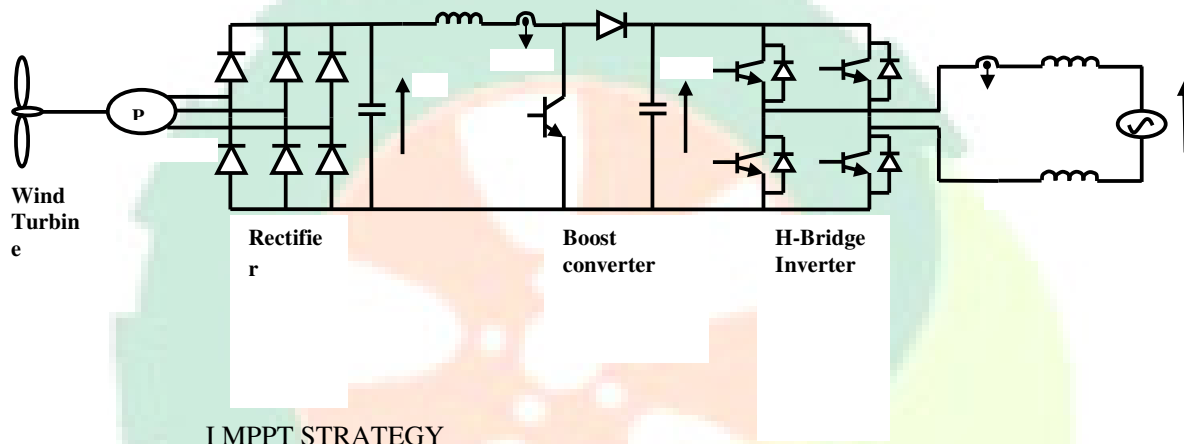 P
Wind
Turbin
e
Rectifie
r
Boost
converter
H-Bridge
Inverter
I MPPT STRATEGY